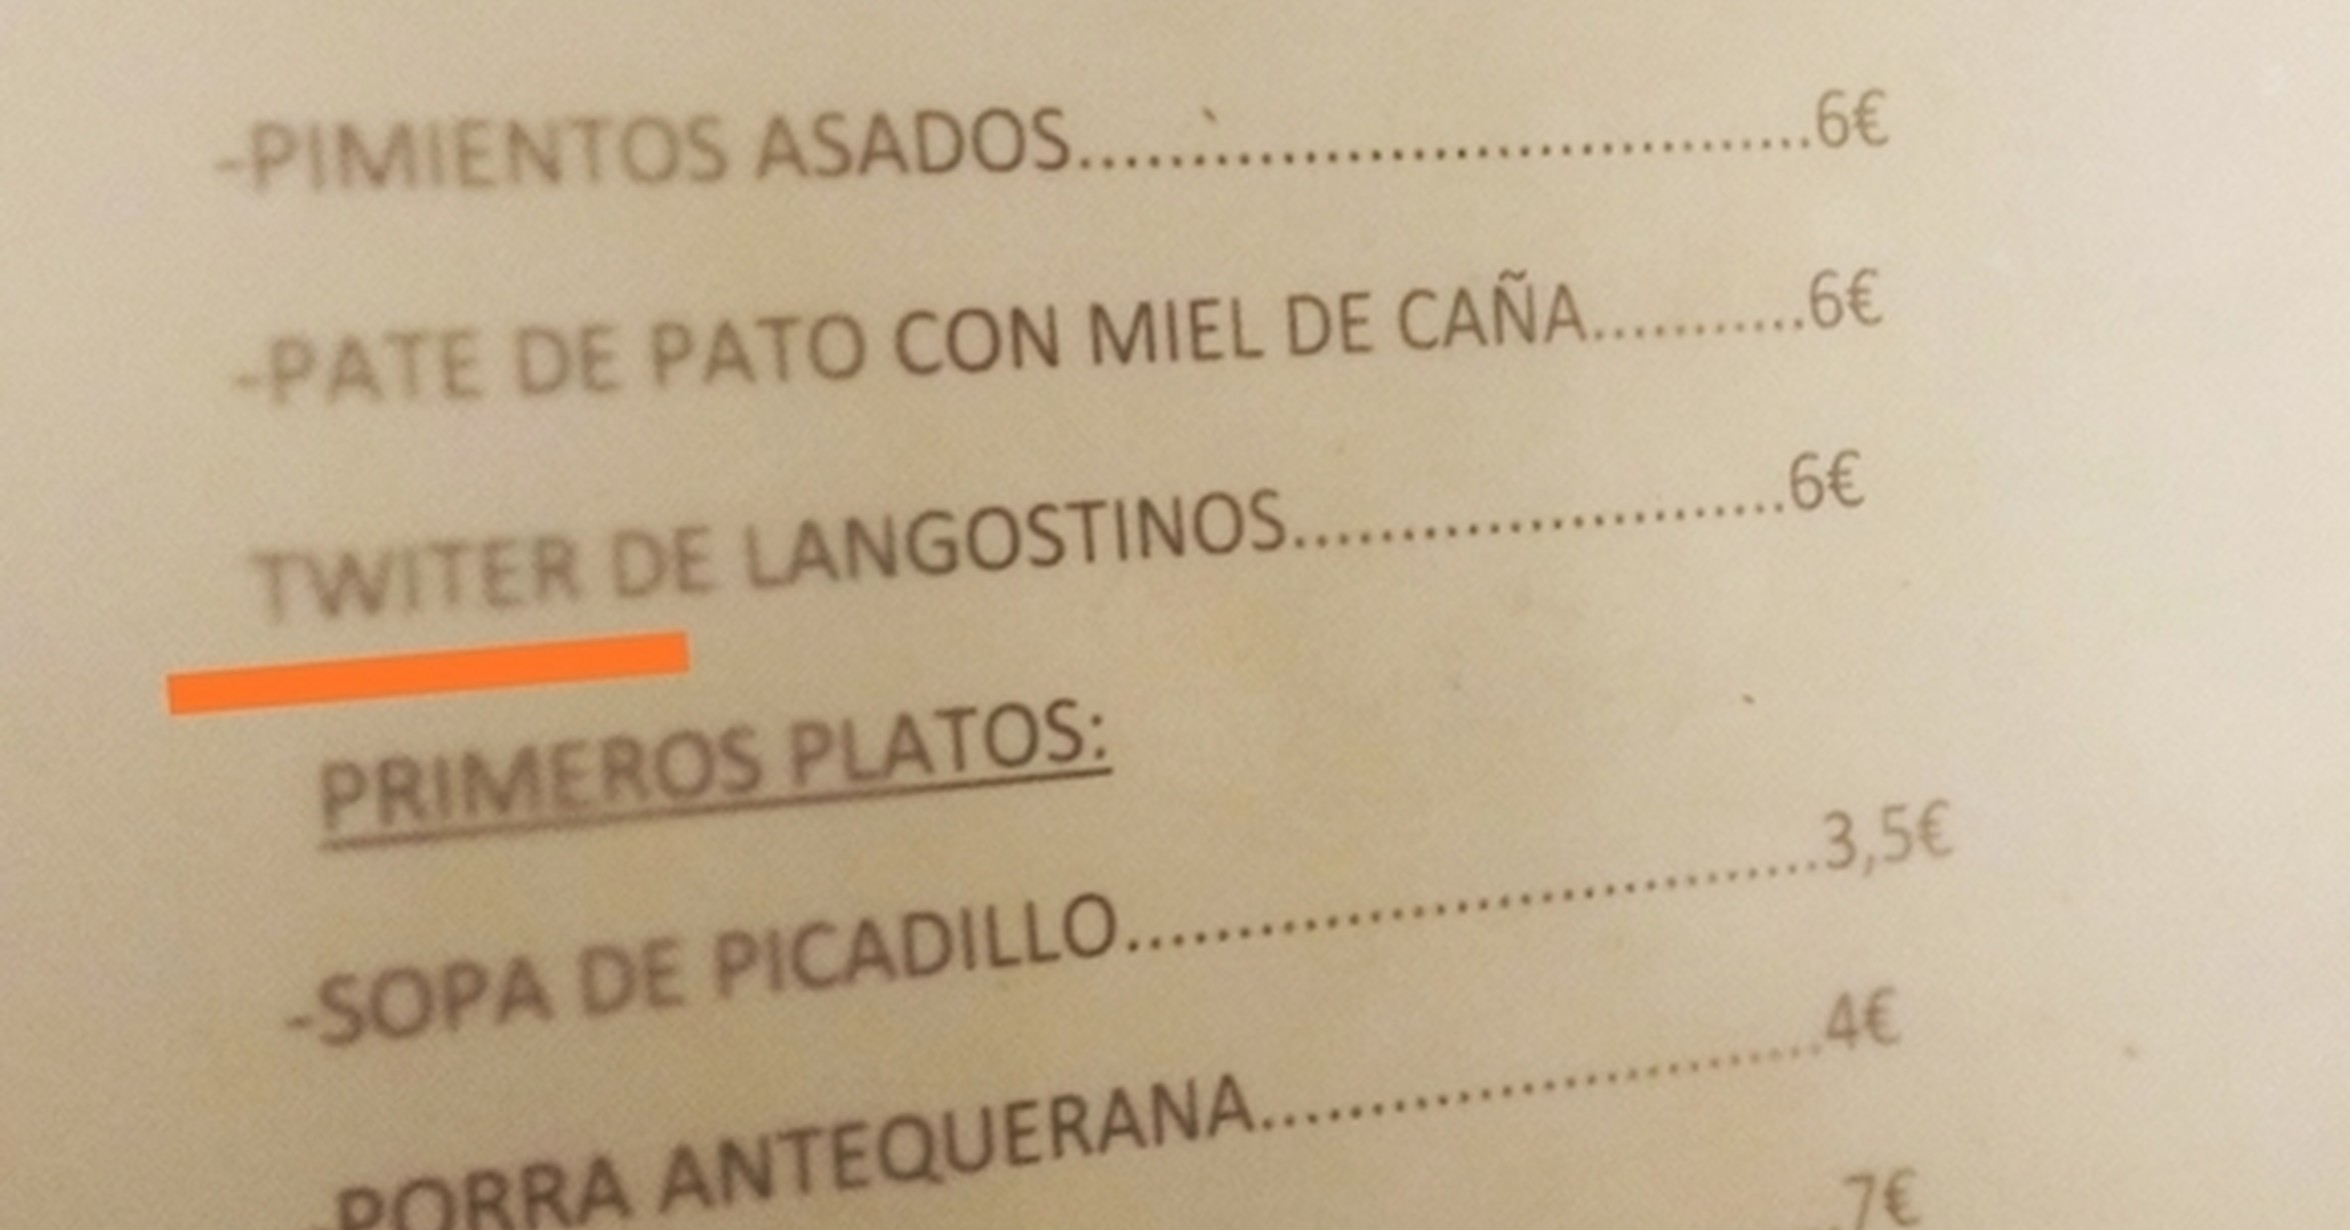 -PIMIENTOS ASADOS..................................6€
-PATE DE PATO CON MIEL DE CAÑA...........6€
TWITER DE LANGOSTINOS.......................6€
PRIMEROS PLATOS:
-SOPA DE PICADILLO................................3,5€
-PORRA ANTEQUERANA..........................4€
7€